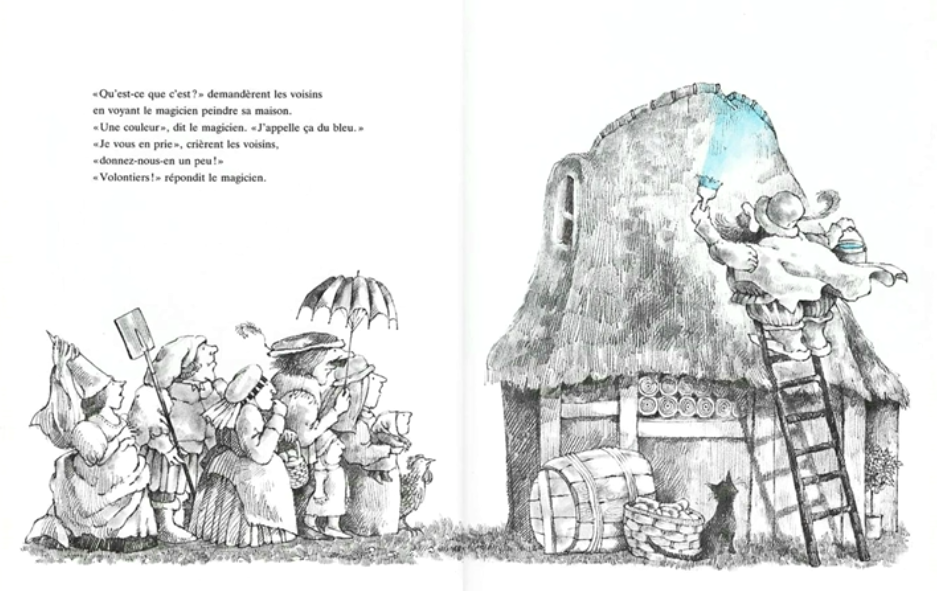 «Qu'est-ce que c'est?» demandèrent les voisins
en voyant le magicien peindre sa maison.
«Une couleur», dit le magicien. «J'appelle ça du bleu.»
«Je vous en prie», crièrent les voisins,
«donnez-nous-en un peu!»
«Volontiers!» répondit le magicien.